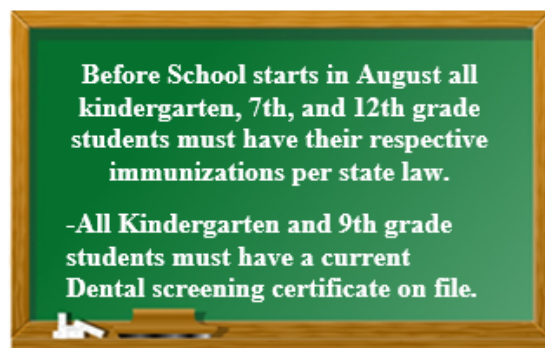 Before School starts in August all
kindergarten, 7th, and 12th grade
students must have their respective
immunizations per state law.
-All Kindergarten and 9th grade
students must have a current
Dental screening certificate on file.